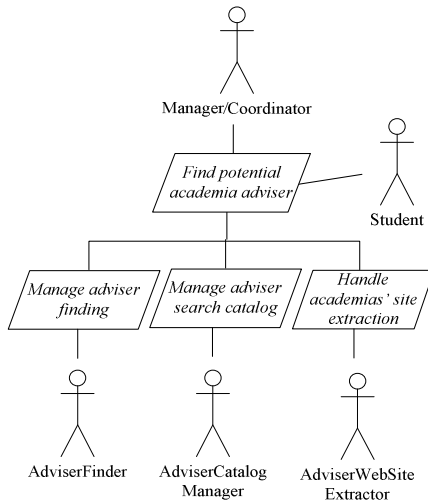 Manager/Coordinator
Find potential
academia adviser
Student
Manage adviser
finding
Manage adviser
search catalog
Handle
academias' site
extraction
AdviserFinder
AdviserCatalog
Manager
AdviserWebSite
Extractor